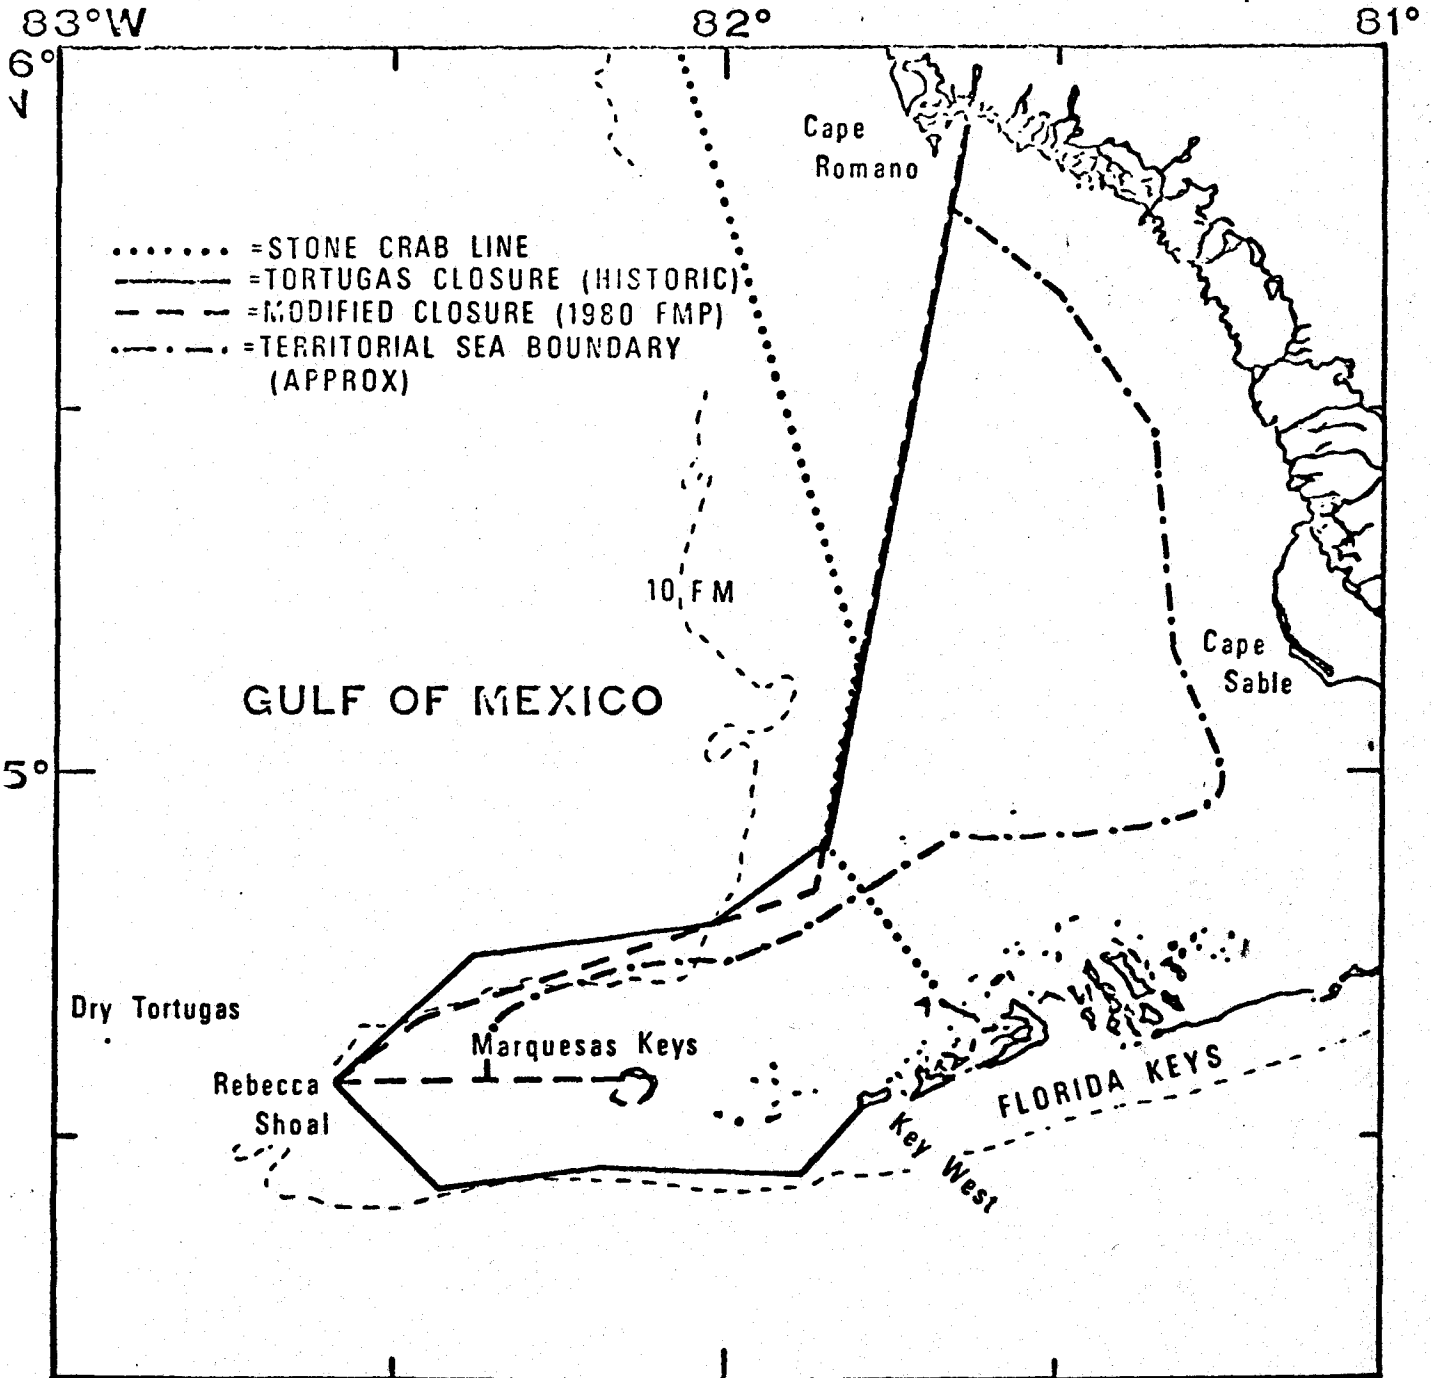 83°W 82° 81°
6°
Cape
Romano
=STONE CRAB LINE
=TORTUGAS CLOSURE (HISTORIC)
=MODIFIED CLOSURE (1980 FMP)
=TERRITORIAL SEA BOUNDARY
(APPROX)
10 FM
Cape
Sable
GULF OF MEXICO
5°
Dry Tortugas
Marquesas Keys
Rebecca
Shoal
FLORIDA KEYS
Key West